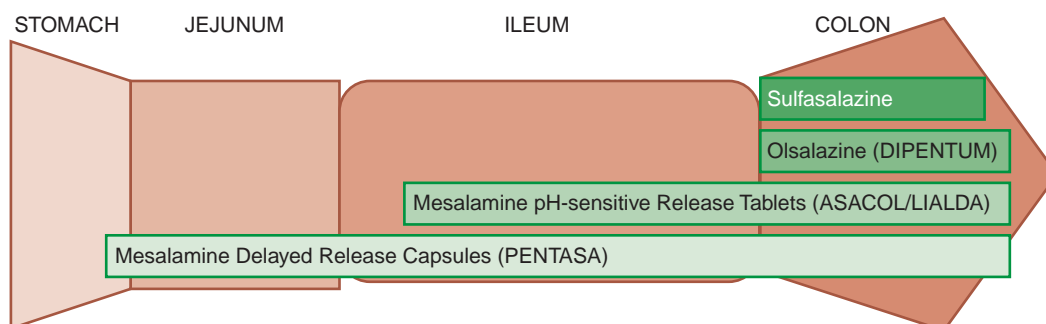 STOMACH JEJUNUM ILEUM COLON
Sulfasalazine
Olsalazine (DIPENTUM)
Mesalamine pH-sensitive Release Tablets (ASACOL/LIALDA)
Mesalamine Delayed Release Capsules (PENTASA)